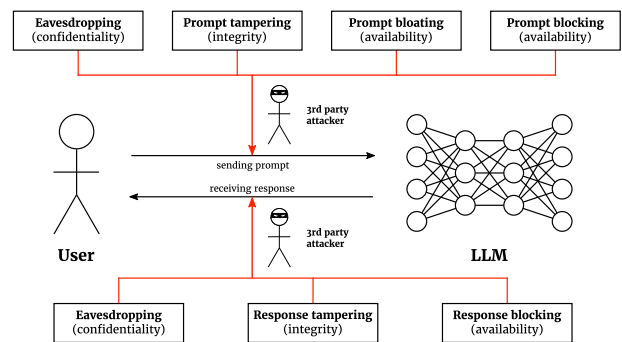 Eavesdropping
(confidentiality)
Prompt tampering
(integrity)
Prompt bloating
(availability)
Prompt blocking
(availability)
3rd party
attacker
sending prompt
receiving response
3rd party
attacker
User
LLM
Eavesdropping
(confidentiality)
Response tampering
(integrity)
Response blocking
(availability)